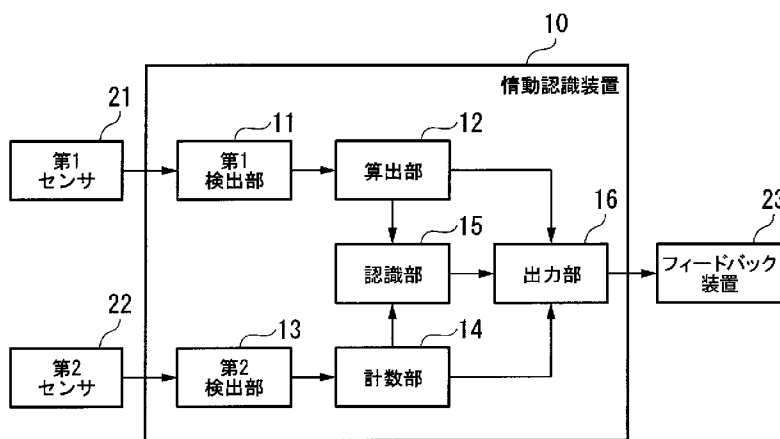 10
情動認識装置
21
第1
センサ
11
第1
検出部
12
算出部
15
認識部
16
出力部
23
フィードバック
装置
22
第2
センサ
13
第2
検出部
14
計数部